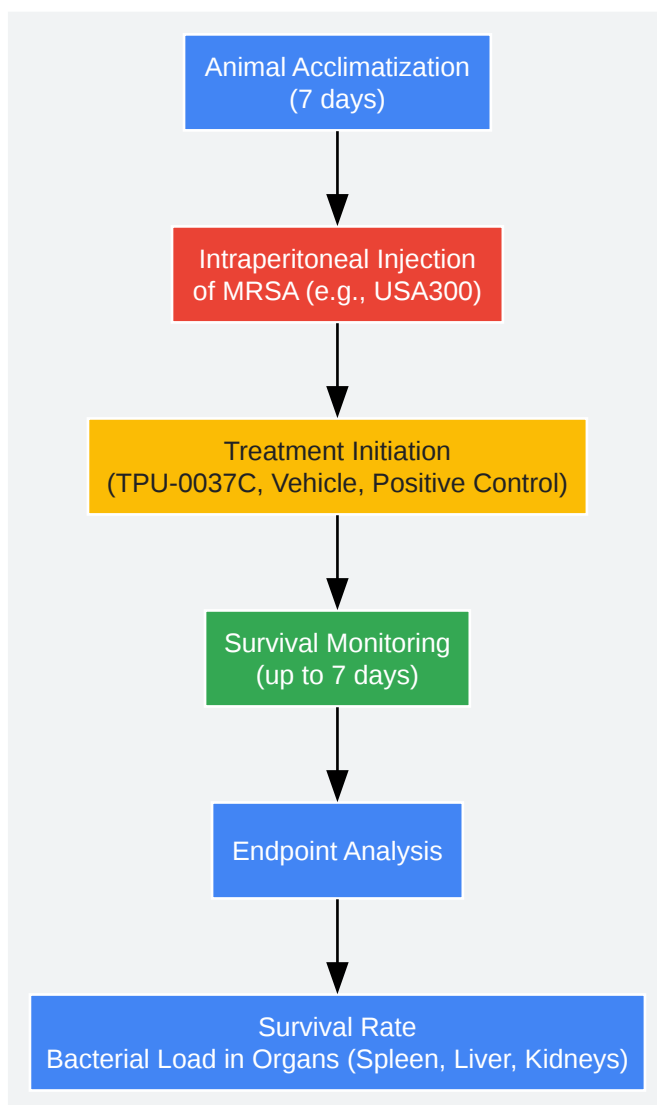 Animal Acclimatization
(7 days)
Intraperitoneal Injection
of MRSA (e.g., USA300)
Treatment Initiation
(TPU-0037C, Vehicle, Positive Control)
Survival Monitoring
(up to 7 days)
Endpoint Analysis
Survival Rate
Bacterial Load in Organs (Spleen, Liver, Kidneys)